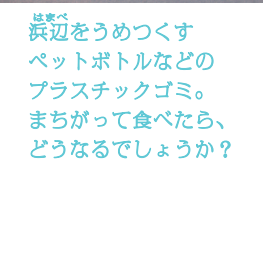 はまべ
浜辺をうめつくす
ペットボトルなどの
プラスチックゴミ。
まちがって食べたら、
どうなるでしょうか？